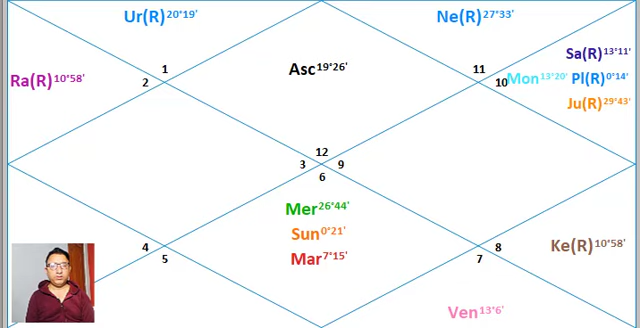 Ur(R)20°19'
Ne(R)27°33'
Sa(R)13°11'
Ra(R)10°58'
Asc19°26'
Mon13°20' Pl(R)0°14'
Ju(R)29°43'
1
2
11
10
12
3
9
6
Mer26°44'
Sun0°21'
Mar7°15'
4
5
8
7
Ke(R)10°58'
Ven13°6'